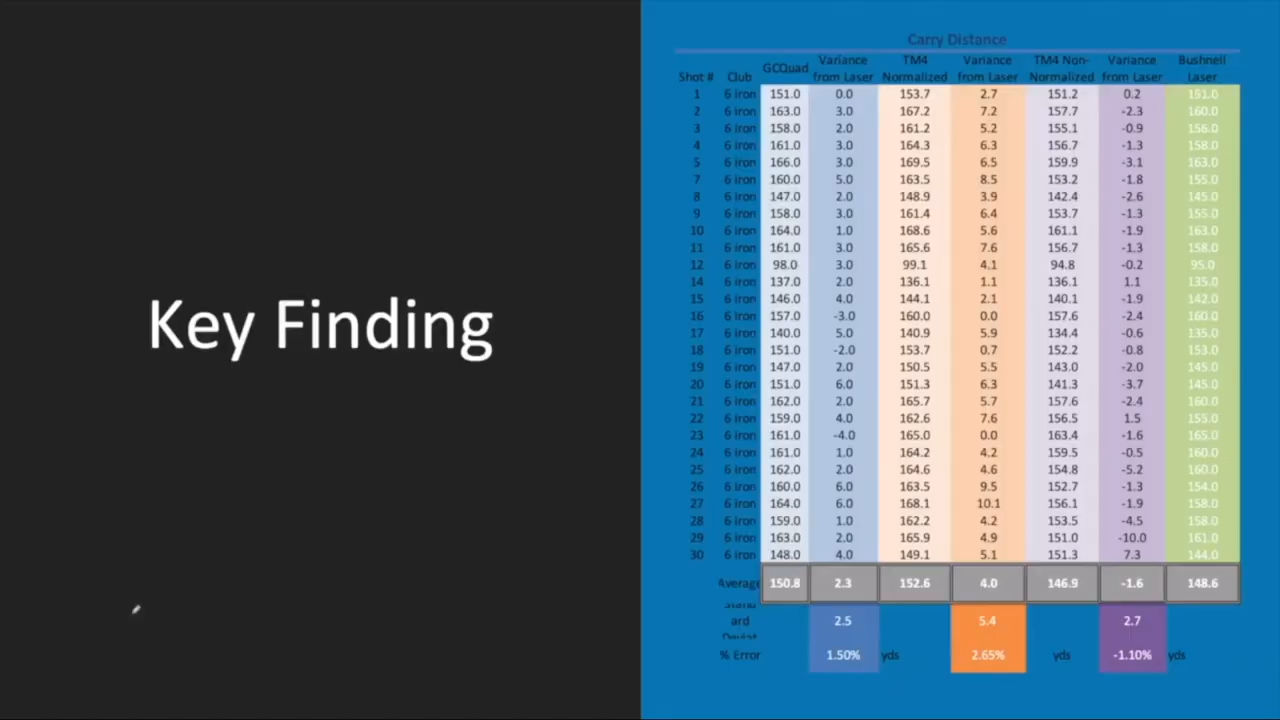 Key Finding
Carry Distance
Shot # Club GCQuad Variance from Laser TM4 Normalized Variance from Laser TM4 Non-Normalized Variance from Laser Bushnell Laser
1 6 iron 151.0 0.0 153.7 2.7 151.2 0.2 151.0
2 6 iron 163.0 3.0 167.2 7.2 157.7 -2.3 160.0
3 6 iron 158.0 2.0 161.2 5.2 155.1 -0.9 156.0
4 6 iron 161.0 3.0 164.3 6.3 156.7 -1.3 158.0
5 6 iron 166.0 3.0 169.5 6.5 159.9 -3.1 163.0
7 6 iron 160.0 5.0 163.5 8.5 153.2 -1.8 155.0
8 6 iron 147.0 2.0 148.9 3.9 142.4 -2.6 145.0
9 6 iron 158.0 3.0 161.4 6.4 153.7 -1.3 155.0
10 6 iron 164.0 1.0 168.6 5.6 161.1 -1.9 163.0
11 6 iron 161.0 3.0 165.6 7.6 156.7 -1.3 158.0
12 6 iron 98.0 3.0 99.1 4.1 94.8 -0.2 95.0
14 6 iron 137.0 2.0 136.1 1.1 136.1 1.1 135.0
15 6 iron 146.0 4.0 144.1 2.1 140.1 -1.9 142.0
16 6 iron 157.0 -3.0 160.0 0.0 157.6 -2.4 160.0
17 6 iron 140.0 5.0 140.9 5.9 134.4 -0.6 135.0
18 6 iron 151.0 -2.0 153.7 0.7 152.2 -0.8 153.0
19 6 iron 147.0 2.0 150.5 5.5 143.0 -2.0 145.0
20 6 iron 151.0 6.0 151.3 6.3 141.3 -3.7 145.0
21 6 iron 162.0 2.0 165.7 5.7 157.6 -2.4 160.0
22 6 iron 159.0 4.0 162.6 7.6 156.5 1.5 155.0
23 6 iron 161.0 -4.0 165.0 0.0 163.4 -1.6 165.0
24 6 iron 161.0 1.0 164.2 4.2 159.5 -0.5 160.0
25 6 iron 162.0 2.0 164.6 4.6 154.8 -5.2 160.0
26 6 iron 160.0 6.0 163.5 9.5 152.7 -1.3 154.0
27 6 iron 164.0 6.0 168.1 10.1 156.1 -1.9 158.0
28 6 iron 159.0 1.0 162.2 4.2 153.5 -4.5 158.0
29 6 iron 163.0 2.0 165.9 4.9 151.0 -10.0 161.0
30 6 iron 148.0 4.0 149.1 5.1 151.3 7.3 144.0
Average 150.8 2.3 152.6 4.0 146.9 -1.6 148.6
Stand
ard 2.5 5.4 2.7
Deviat
% Error 1.50% yds 2.65% yds -1.10% yds